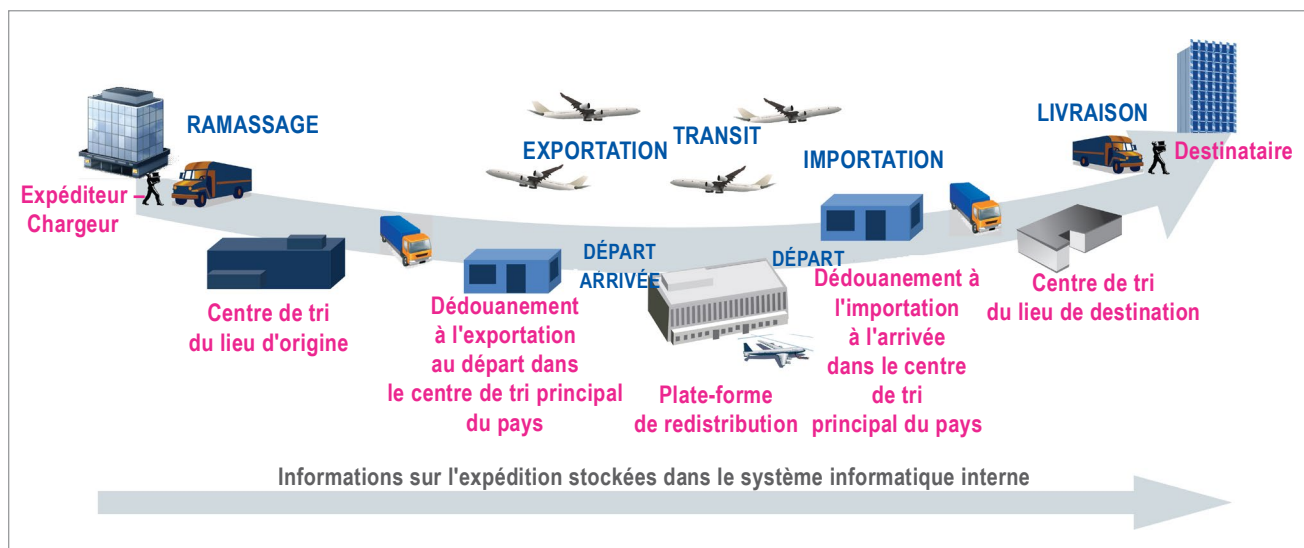 RAMASSAGE
Expéditeur
Chargeur
EXPORTATION
TRANSIT
IMPORTATION
LIVRAISON
Destinataire
Centre de tri
du lieu d'origine
Dédouanement
à l'exportation
au départ dans
le centre de tri principal
du pays
DÉPART
ARRIVÉE
Plate-forme
de redistribution
DÉPART
Dédouanement à
l'importation
à l'arrivée
dans le centre
de tri
principal du pays
Centre de tri
du lieu de destination
Informations sur l'expédition stockées dans le système informatique interne